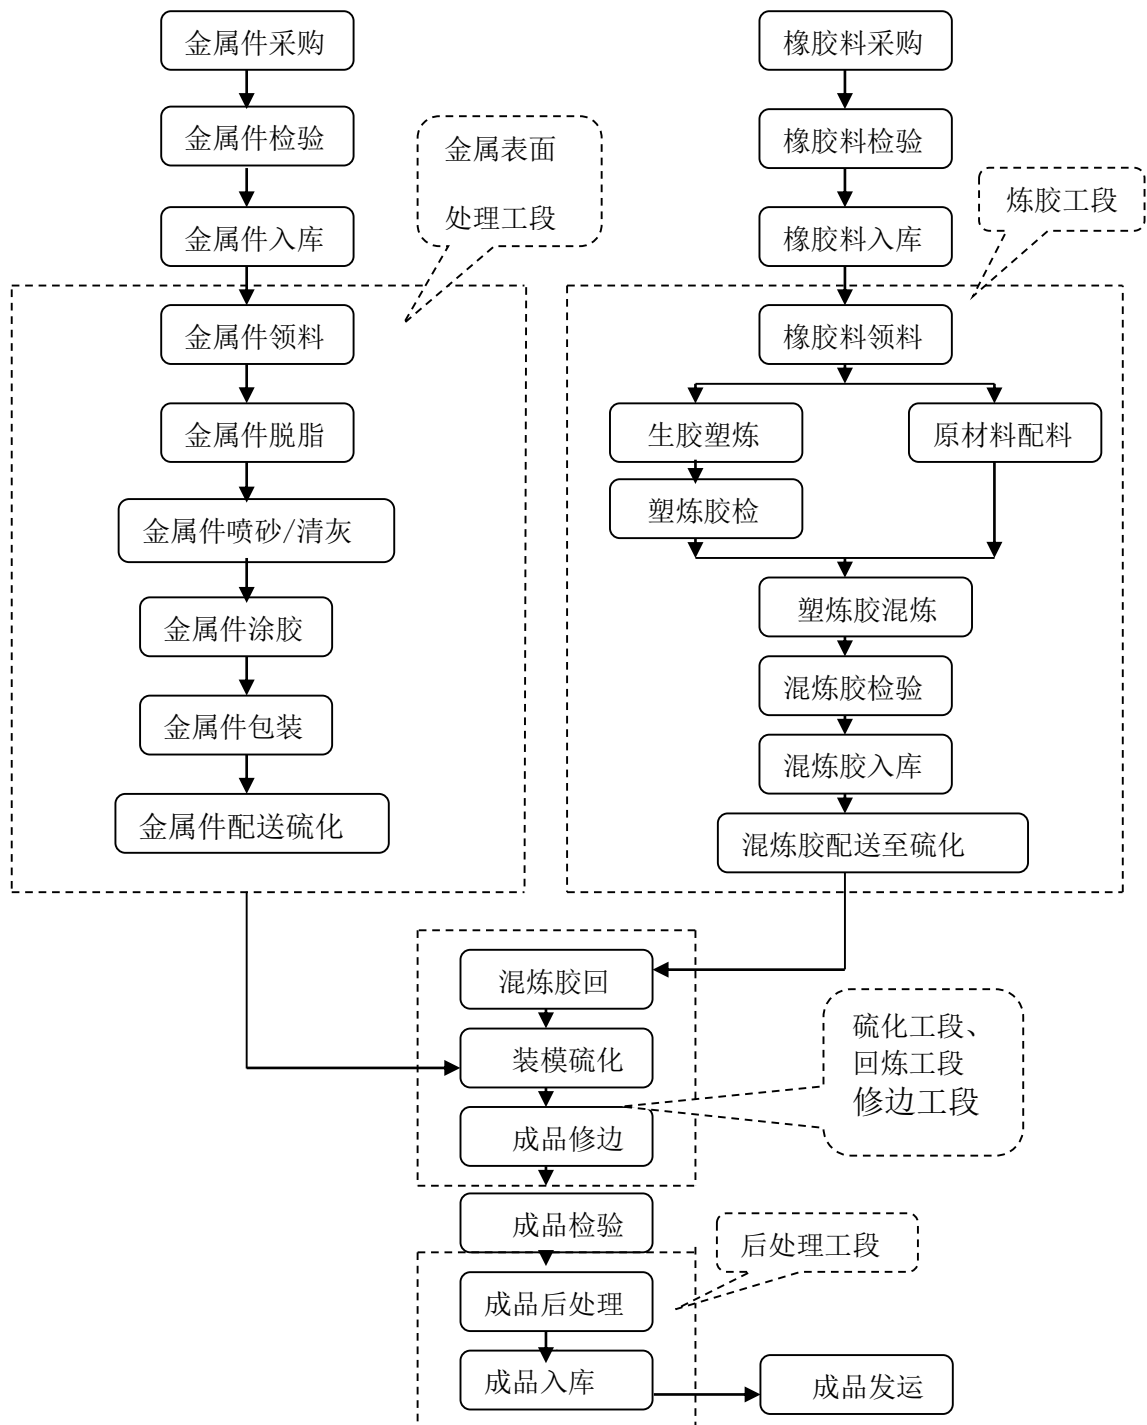 金属件采购
金属件检验
金属件入库
金属表面
处理工段
金属件领料
金属件脱脂
金属件喷砂/清灰
金属件涂胶
金属件包装
金属件配送硫化
橡胶料采购
橡胶料检验
橡胶料入库
炼胶工段
橡胶料领料
生胶塑炼
原材料配料
塑炼胶检
塑炼胶混炼
混炼胶检验
混炼胶入库
混炼胶配送至硫化
混炼胶回
装模硫化
成品修边
硫化工段、
回炼工段
修边工段
成品检验
后处理工段
成品后处理
成品入库
成品发运